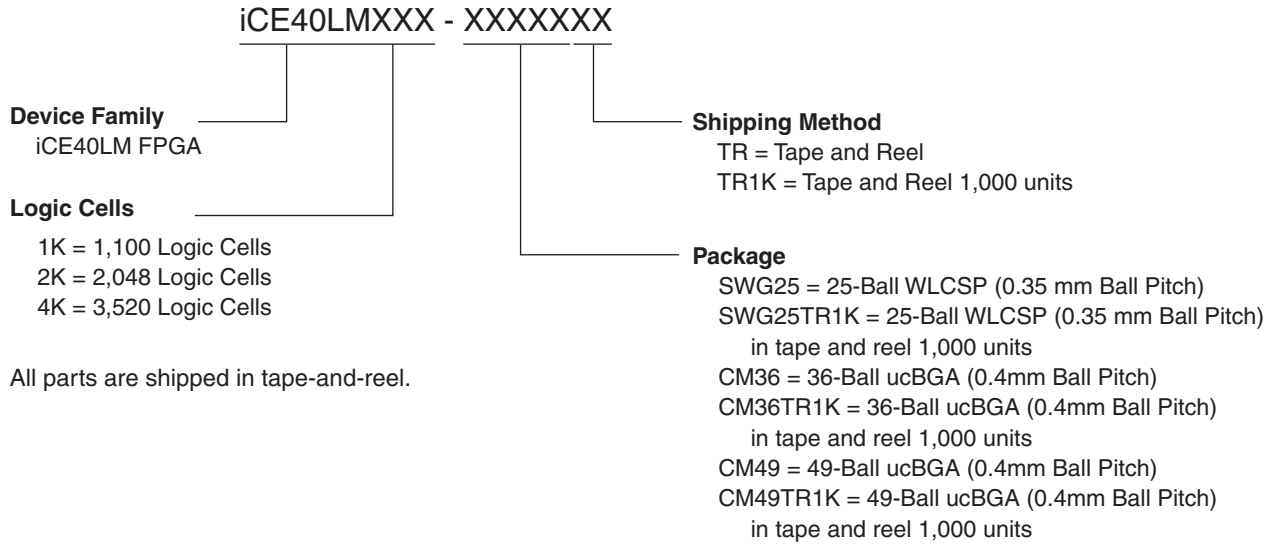 iCE40LMXXX - XXXXXXXX
Device Family
iCE40LM FPGA
Logic Cells
1K = 1,100 Logic Cells
2K = 2,048 Logic Cells
4K = 3,520 Logic Cells
All parts are shipped in tape-and-reel.
Shipping Method
TR = Tape and Reel
TR1K = Tape and Reel 1,000 units
Package
SWG25 = 25-Ball WLCSP (0.35 mm Ball Pitch)
SWG25TR1K = 25-Ball WLCSP (0.35 mm Ball Pitch)
in tape and reel 1,000 units
CM36 = 36-Ball ucBGA (0.4mm Ball Pitch)
CM36TR1K = 36-Ball ucBGA (0.4mm Ball Pitch)
in tape and reel 1,000 units
CM49 = 49-Ball ucBGA (0.4mm Ball Pitch)
CM49TR1K = 49-Ball ucBGA (0.4mm Ball Pitch)
in tape and reel 1,000 units